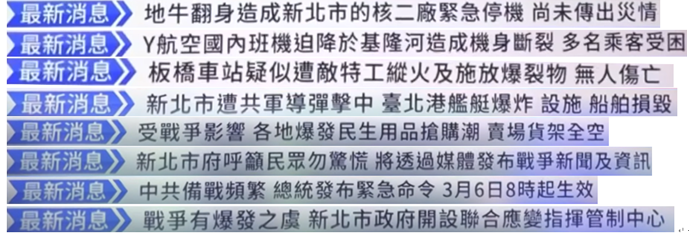 最新消息 地牛翻身造成新北市的核二廠緊急停機 尚未傳出災情
最新消息 Y航空國內班機迫降於基隆河造成機身斷裂 多名乘客受困
最新消息 板橋車站疑似遭敵特工縱火及施放爆裂物 無人傷亡
最新消息 新北市遭共軍導彈擊中 臺北港艦艇爆炸 設施 船舶損毀
最新消息 受戰爭影響 各地爆發民生用品搶購潮 賣場貨架全空
最新消息 新北市府呼籲民眾勿驚慌 將透過媒體發布戰爭新聞及資訊
最新消息 中共備戰頻繁 總統發布緊急命令 3月6日8時起生效
最新消息 戰爭有爆發之虞 新北市政府開設聯合應變指揮管制中心